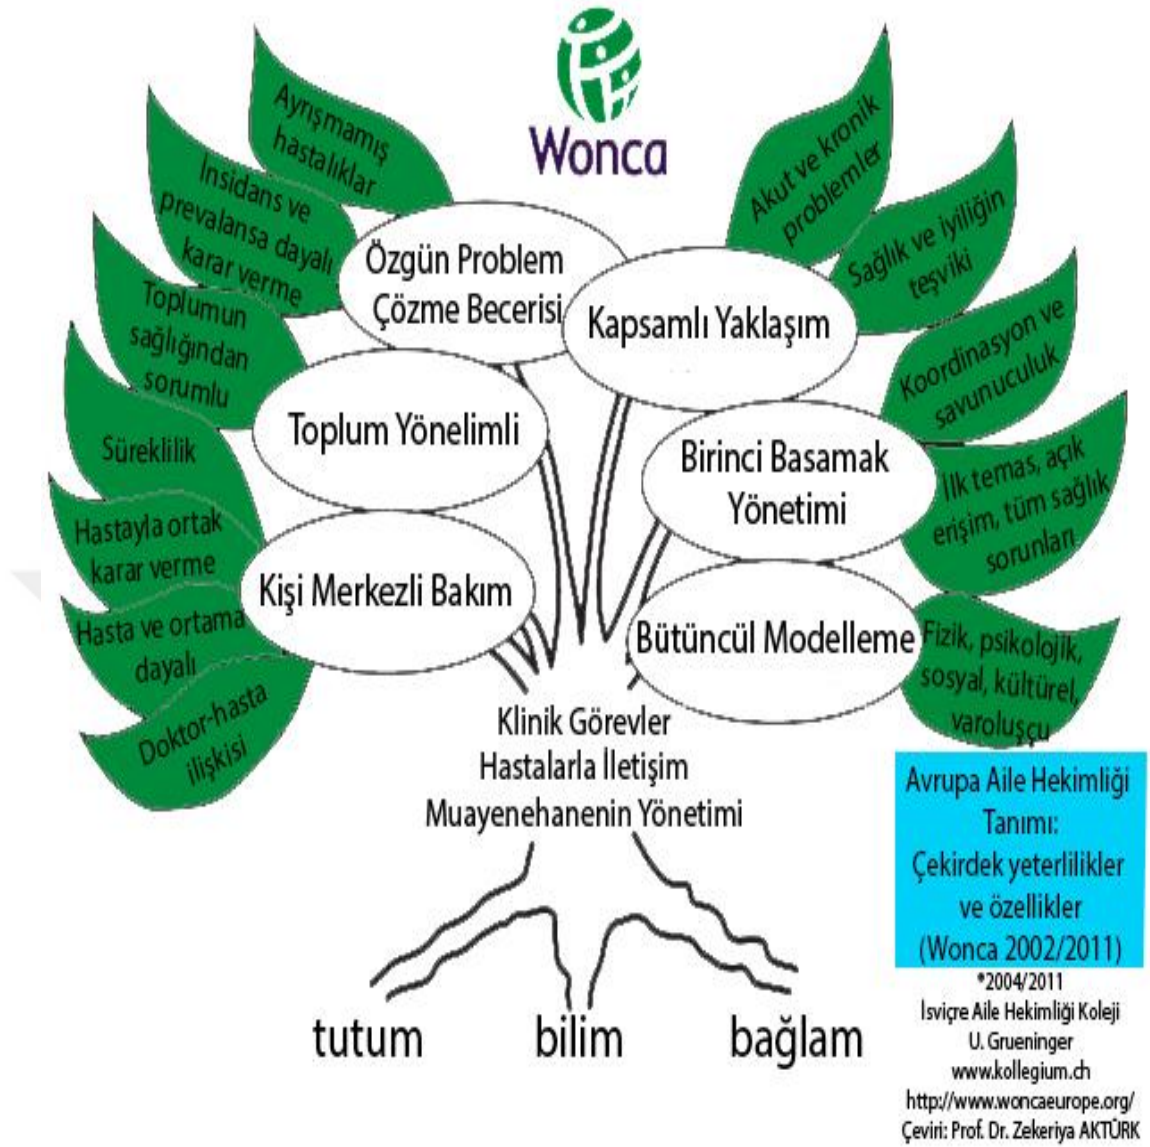 Wonca
Ayrışmamış
hastalıklar
İnsidans ve
prevalansa dayalı
karar verme
Toplumun
sağlığından
sorumlu
Süreklilik
Hastayla ortak
karar verme
Hasta ve ortama
dayalı
Doktor-hasta
ilişkisi
Özgün Problem
Çözme Becerisi
Toplum Yönelimli
Kişi Merkezli Bakım
Kapsamlı Yaklaşım
Birinci Basamak
Yönetimi
Bütüncül Modelleme
Akut ve kronik
problemler
Sağlık ve iyiliğin
teşviki
Koordinasyon ve
savunuculuk
İlk temas, açık
erişim, tüm sağlık
sorunları
Fizik, psikolojik,
sosyal, kültürel,
varoluşçu
Klinik Görevler
Hastalarla İletişim
Muayenehanenin Yönetimi
tutum
bilim
bağlam
Avrupa Aile Hekimliği
Tanımı:
Çekirdek yeterlilikler
ve özellikler
(Wonca 2002/2011)
*2004/2011
İsviçre Aile Hekimliği Koleji
U. Grueninger
www.kollegium.ch
http://www.woncaeurope.org/
Çeviri: Prof. Dr. Zekeriya AKTÜRK